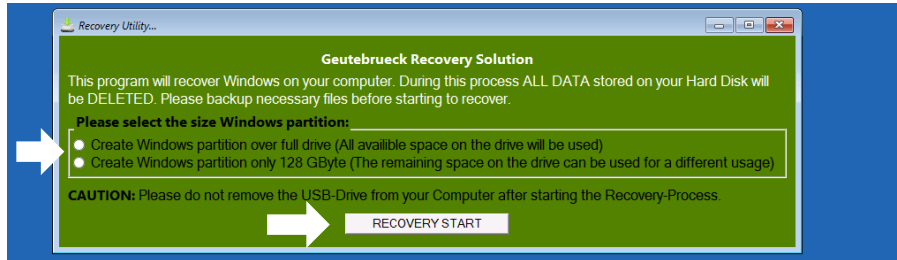 Recovery Utility...
Geutebrueck Recovery Solution
This program will recover Windows on your computer. During this process ALL DATA stored on your Hard Disk will
be DELETED. Please backup necessary files before starting to recover.
Please select the size Windows partition:
Create Windows partition over full drive (All availible space on the drive will be used)
Create Windows partition only 128 GByte (The remaining space on the drive can be used for a different usage)
CAUTION: Please do not remove the USB-Drive from your Computer after starting the Recovery-Process.
RECOVERY START